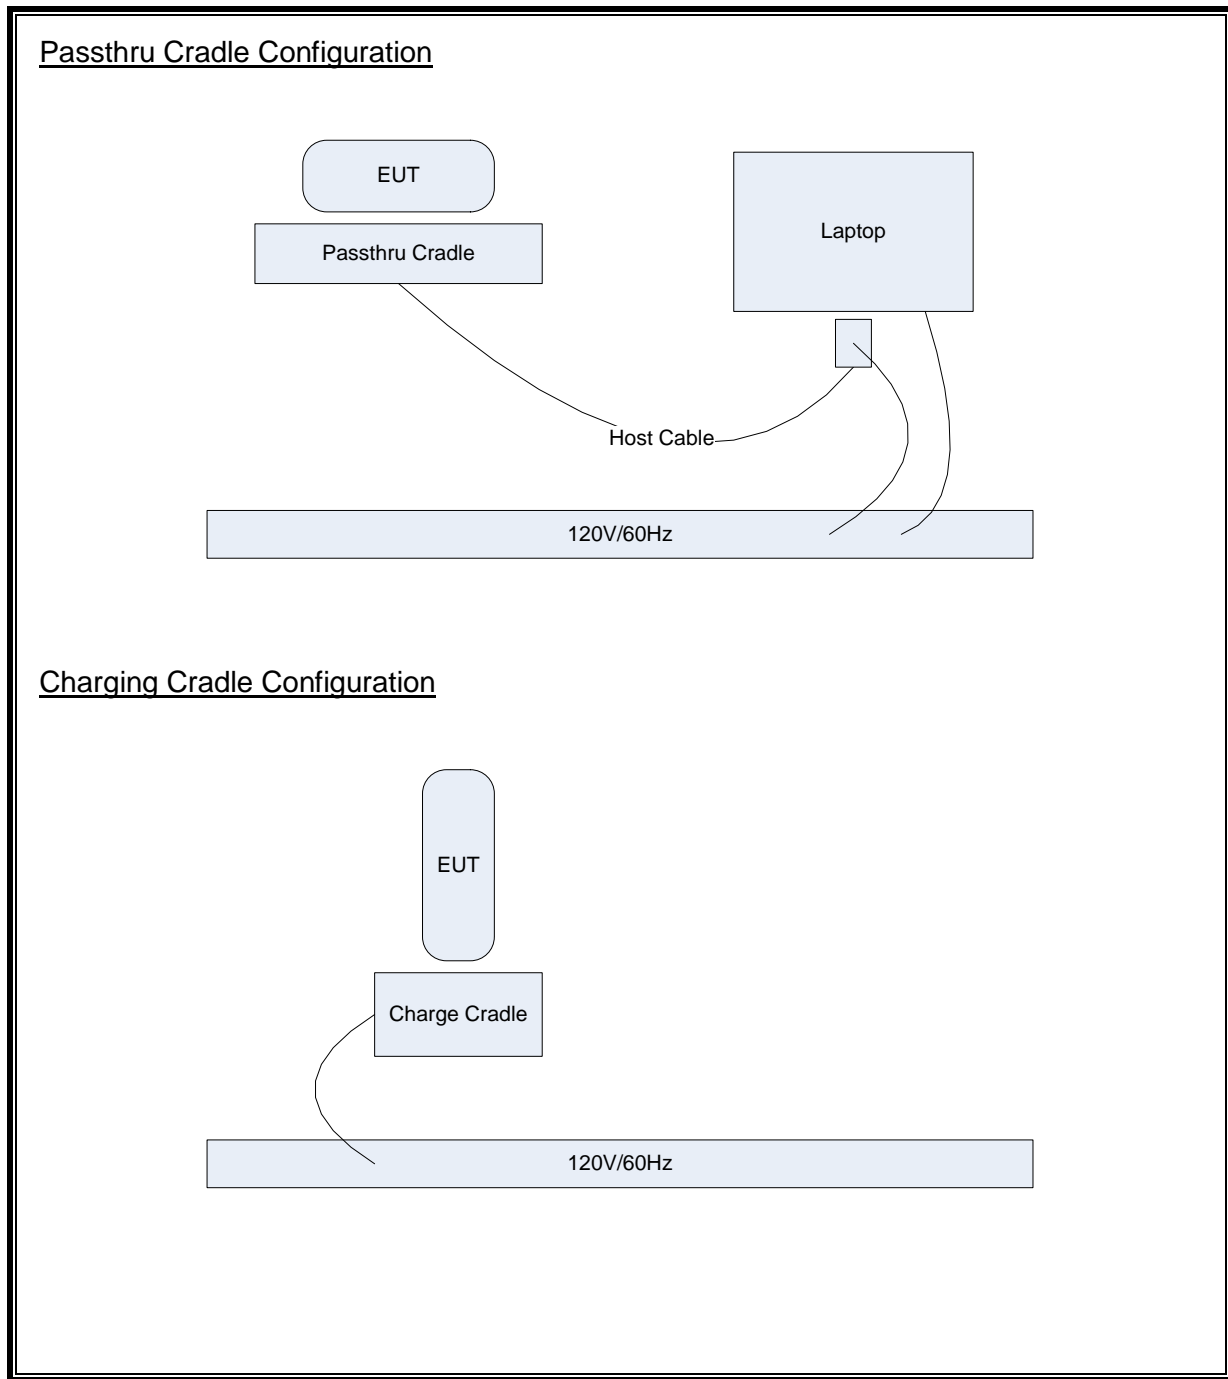 Passthru Cradle Configuration
EUT
Passthru Cradle
Laptop
Host Cable
120V/60Hz
Charging Cradle Configuration
EUT
Charge Cradle
120V/60Hz